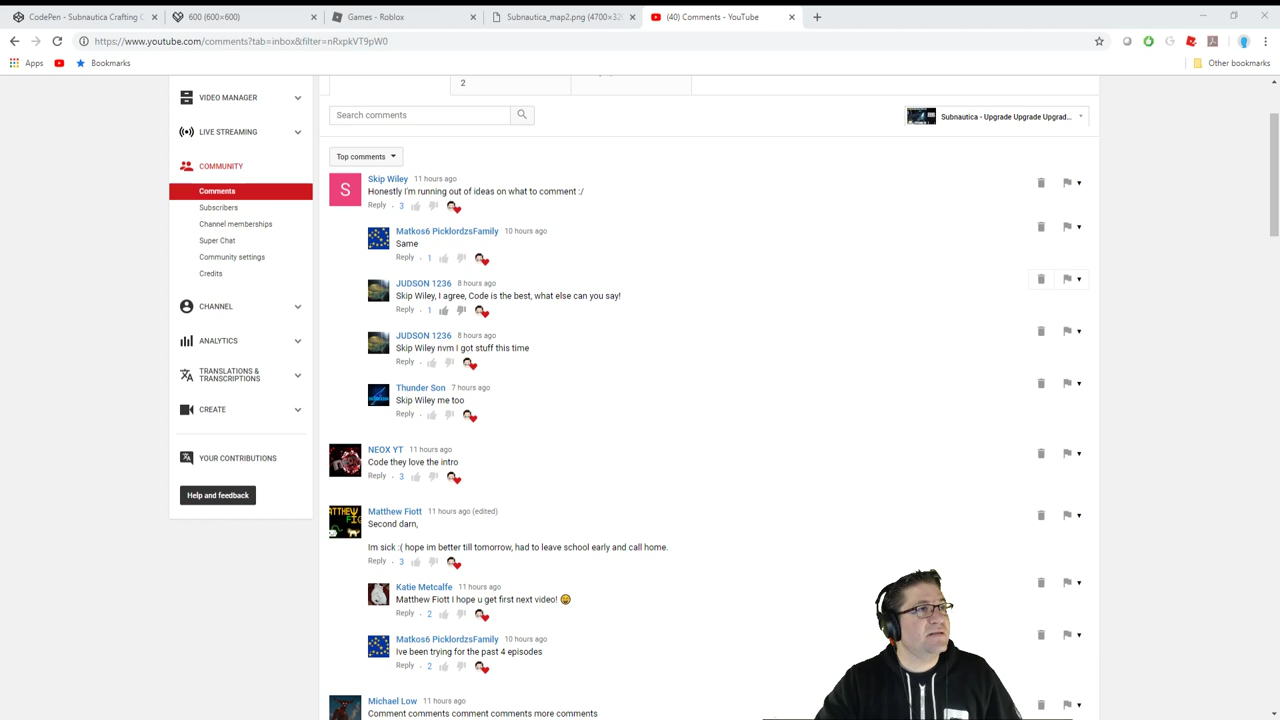 CodePen - Subnautica Crafting C
600 (600×600)
Games - Roblox
Subnautica_map2.png (4700×32
(40) Comments - YouTube
https://www.youtube.com/comments?tab=inbox&filter=nRxpkVT9pW0
Apps
Bookmarks
Other bookmarks
2
VIDEO MANAGER
LIVE STREAMING
COMMUNITY
Comments
Subscribers
Channel memberships
Super Chat
Community settings
Credits
CHANNEL
ANALYTICS
TRANSLATIONS &
TRANSCRIPTIONS
CREATE
YOUR CONTRIBUTIONS
Help and feedback
Search comments
Subnautica - Upgrade Upgrade Upgrad...
Top comments
S
Skip Wiley 11 hours ago
Honestly I'm running out of ideas on what to comment :/
Reply · 3
Matkos6 PicklordzsFamily 10 hours ago
Same
Reply · 1
JUDSON 1236 8 hours ago
Skip Wiley, I agree, Code is the best, what else can you say!
Reply · 1
JUDSON 1236 8 hours ago
Skip Wiley nvm I got stuff this time
Reply ·
Thunder Son 7 hours ago
Skip Wiley me too
Reply ·
NEOX YT 11 hours ago
Code they love the intro
Reply · 3
Matthew Fiott 11 hours ago (edited)
Second darn,
Im sick :( hope im better till tomorrow, had to leave school early and call home.
Reply · 3
Katie Metcalfe 11 hours ago
Matthew Fiott I hope u get first next video! 😄
Reply · 2
Matkos6 PicklordzsFamily 10 hours ago
Ive been trying for the past 4 episodes
Reply · 2
Michael Low 11 hours ago
Comment comments comment comments more comments